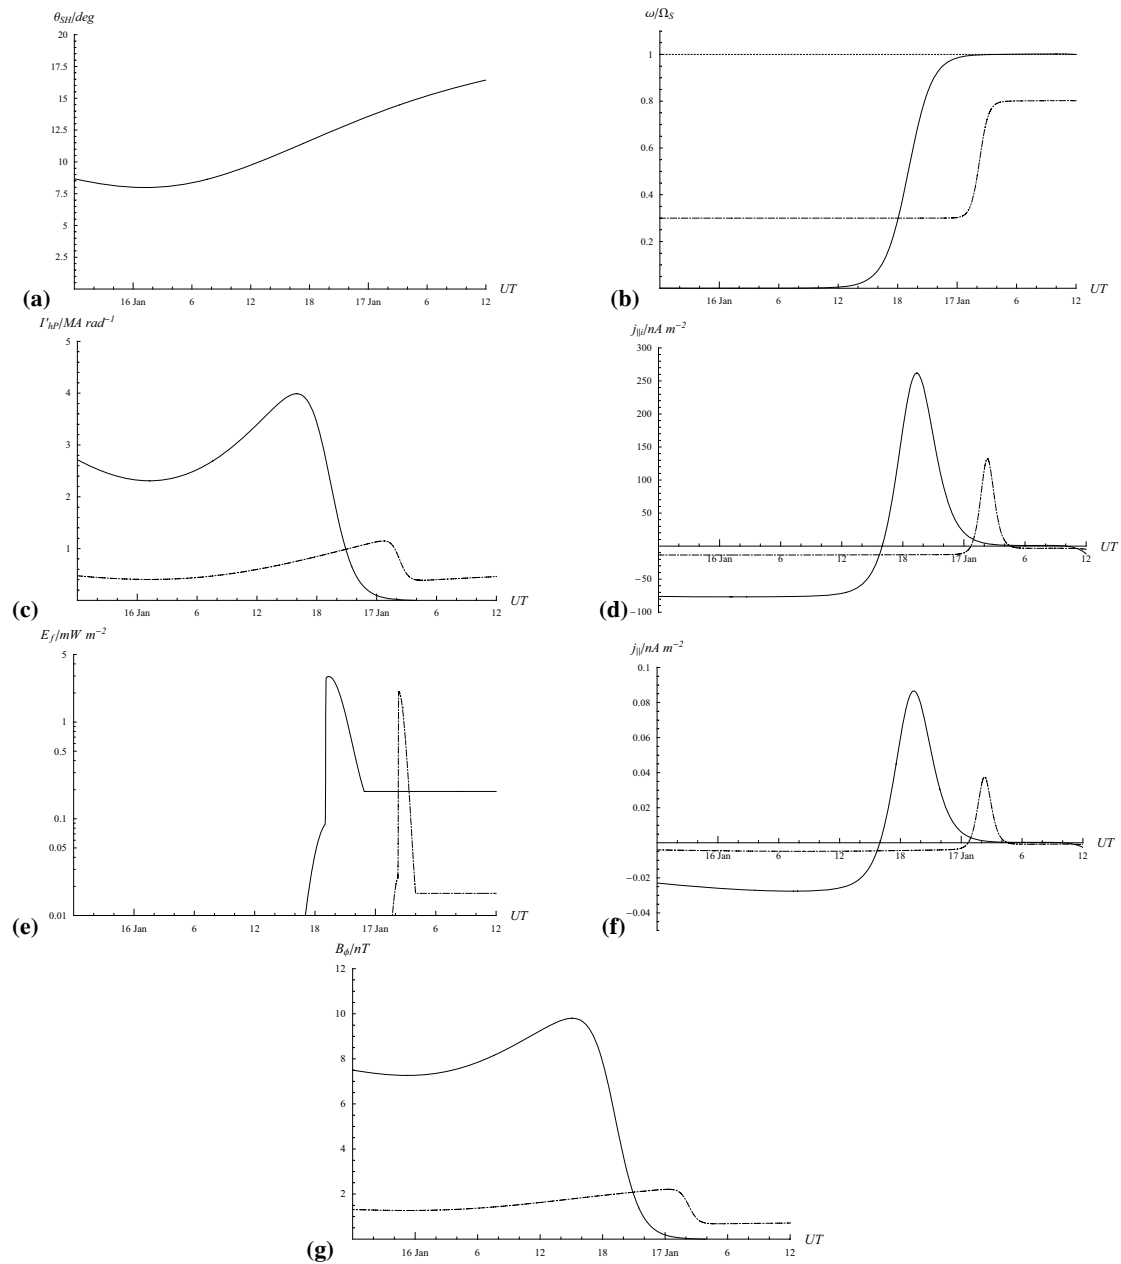 θ_SH/deg
20
17.5
15
12.5
10
7.5
5
2.5
16 Jan 6 12 18 17 Jan 6 12 UT
(a)
ω/Ω_S
1
0.8
0.6
0.4
0.2
16 Jan 6 12 18 17 Jan 6 12 UT
(b)
I'_hP/MA rad⁻¹
5
4
3
2
1
16 Jan 6 12 18 17 Jan 6 12 UT
(c)
j_∥i/nA m⁻²
300
250
200
150
100
50
−50
−100
16 Jan 6 12 18 17 Jan 6 12 UT
(d)
E_f/mW m⁻²
5
1
0.5
0.1
0.05
0.01
16 Jan 6 12 18 17 Jan 6 12 UT
(e)
j_∥/nA m⁻²
0.1
0.08
0.06
0.04
0.02
−0.02
−0.04
16 Jan 6 12 18 17 Jan 6 12 UT
(f)
B_ϕ/nT
12
10
8
6
4
2
16 Jan 6 12 18 17 Jan 6 12 UT
(g)